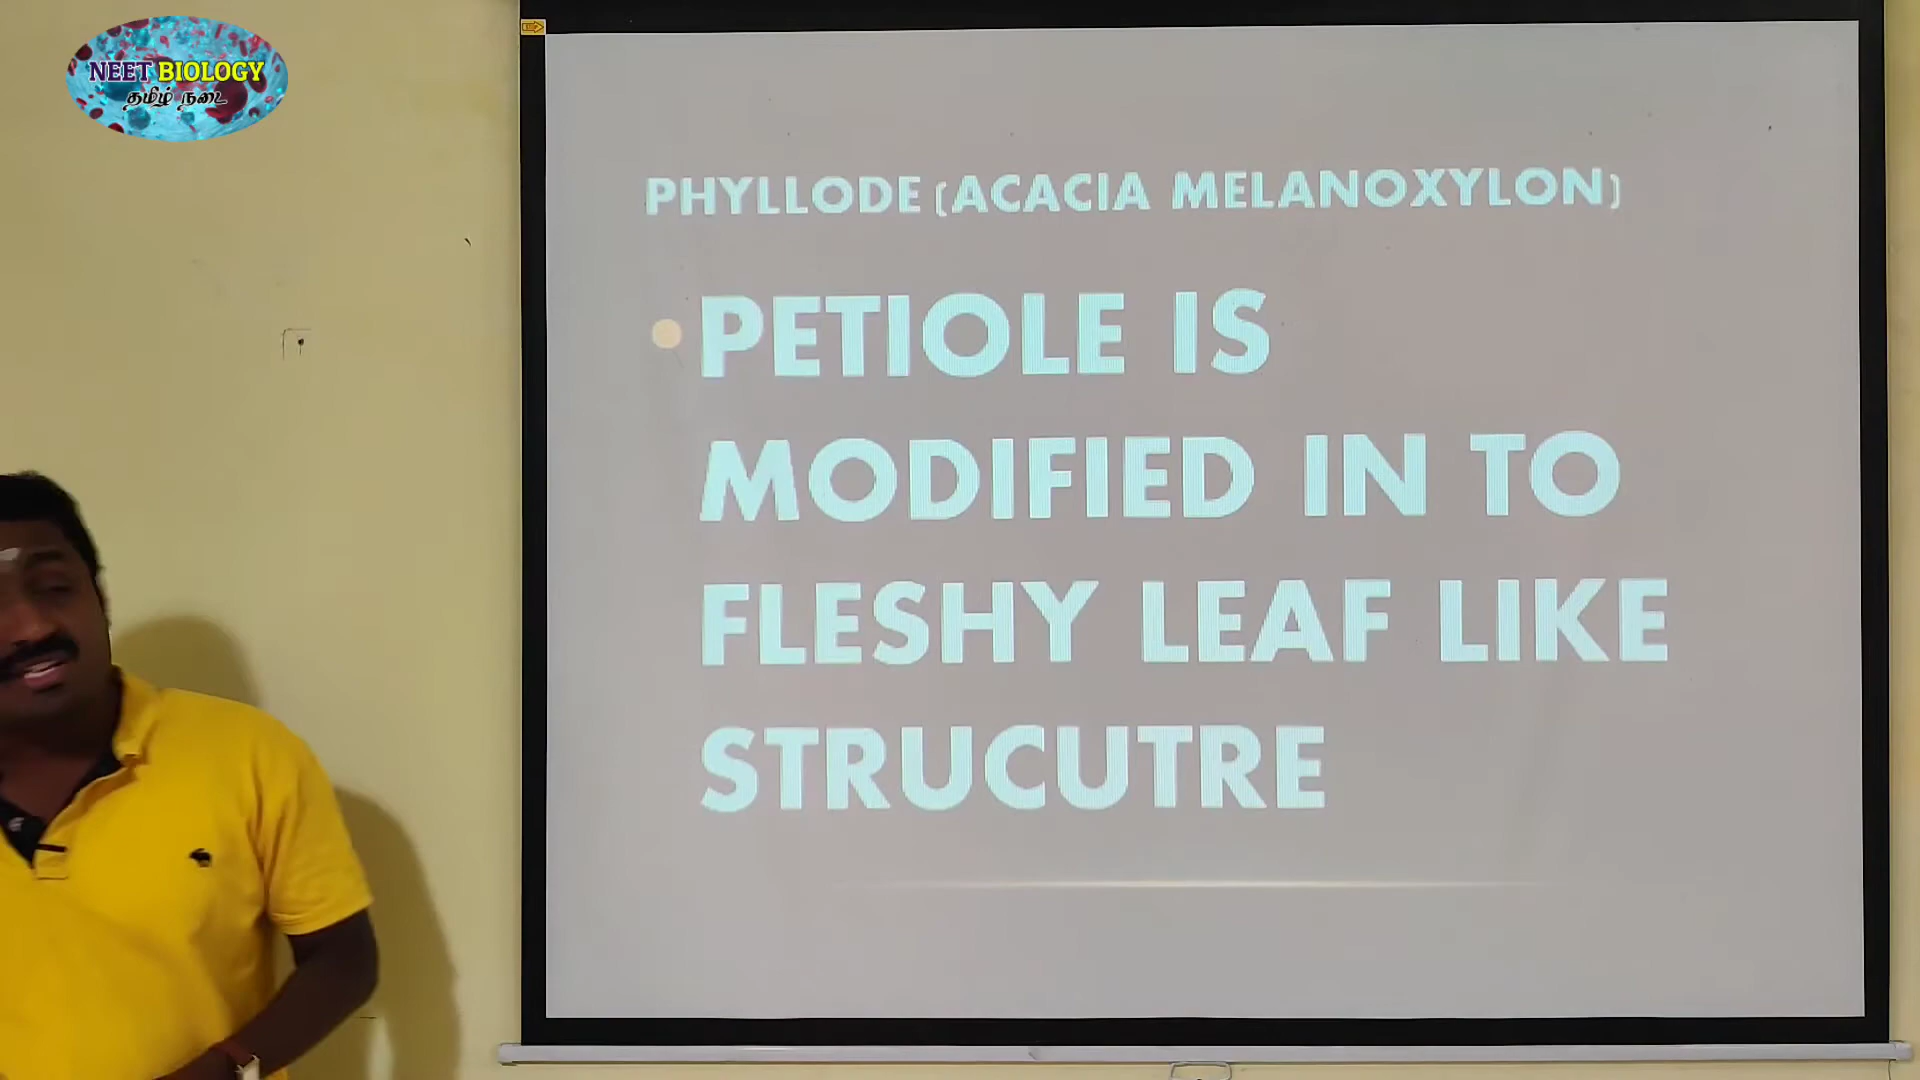 NEET BIOLOGY
தமிழ் நடை
PHYLLODE (ACACIA MELANOXYLON)
PETIOLE IS
MODIFIED IN TO
FLESHY LEAF LIKE
STRUCUTRE